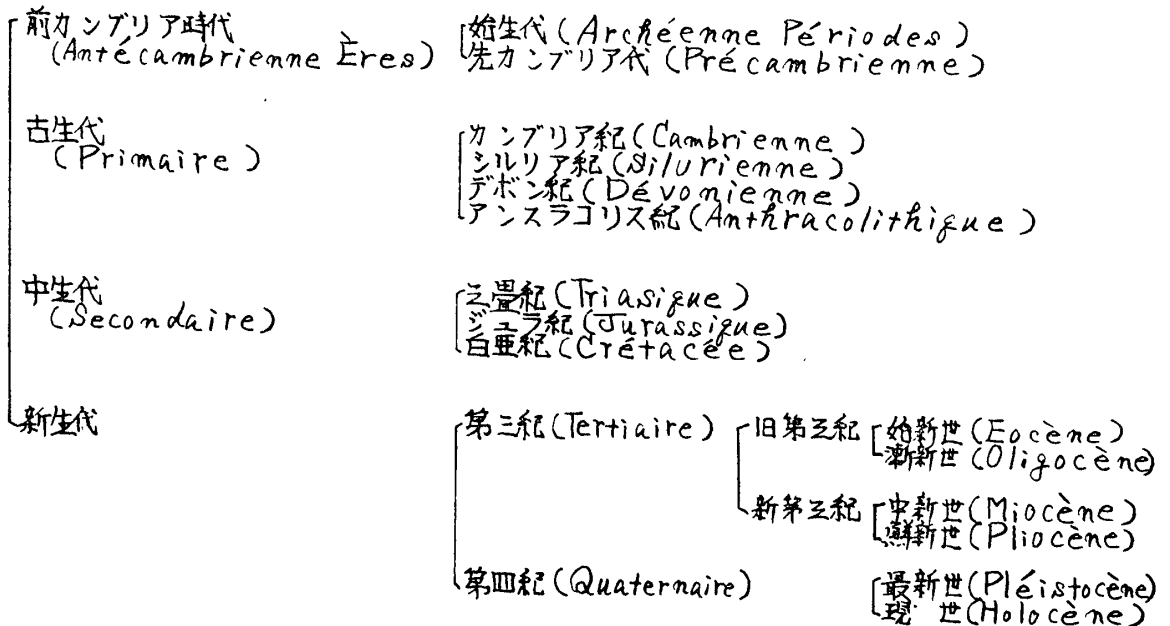 前カンブリア時代 始生代(Archéenne Périodes)
(Antécambrienne Ères) 先カンブリア代(Précambrienne)
古生代 カンブリア紀(Cambrienne)
(Primaire) シルリア紀(Silurienne)
デボン紀(Dévonienne)
アンスラコリス紀(Anthracolithique)
中生代 三畳紀(Triasique)
(Secondaire) ジュラ紀(Jurassique)
白亜紀(Crétacée)
新生代 第三紀(Tertiaire) 旧第三紀 始新世(Eocène)
漸新世(Oligocène)
新第三紀 中新世(Miocène)
鮮新世(Pliocène)
第四紀(Quaternaire) 最新世(Pléistocène)
現 世(Holocène)